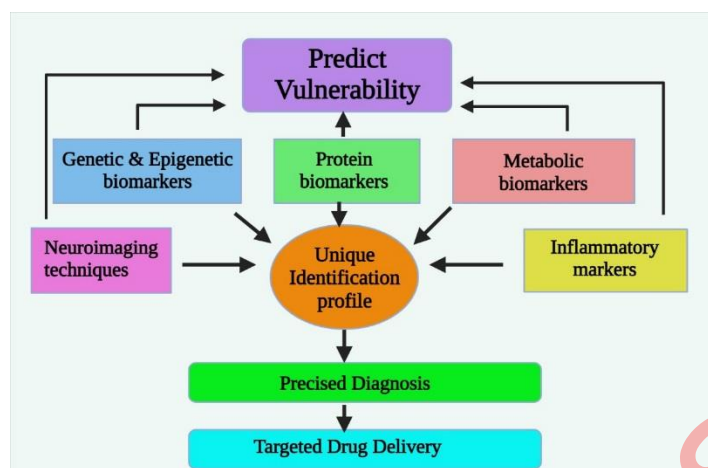 Predict
Vulnerability
Genetic & Epigenetic
biomarkers
Protein
biomarkers
Metabolic
biomarkers
Neuroimaging
techniques
Unique
Identification
profile
Inflammatory
markers
Precised Diagnosis
Targeted Drug Delivery